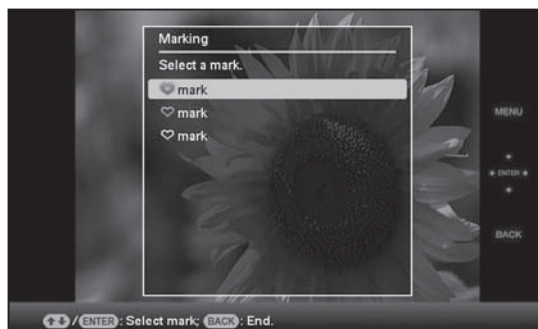 Marking
Select a mark.
mark
mark
mark
MENU
ENTER
BACK
/ENTER: Select mark; BACK: End.